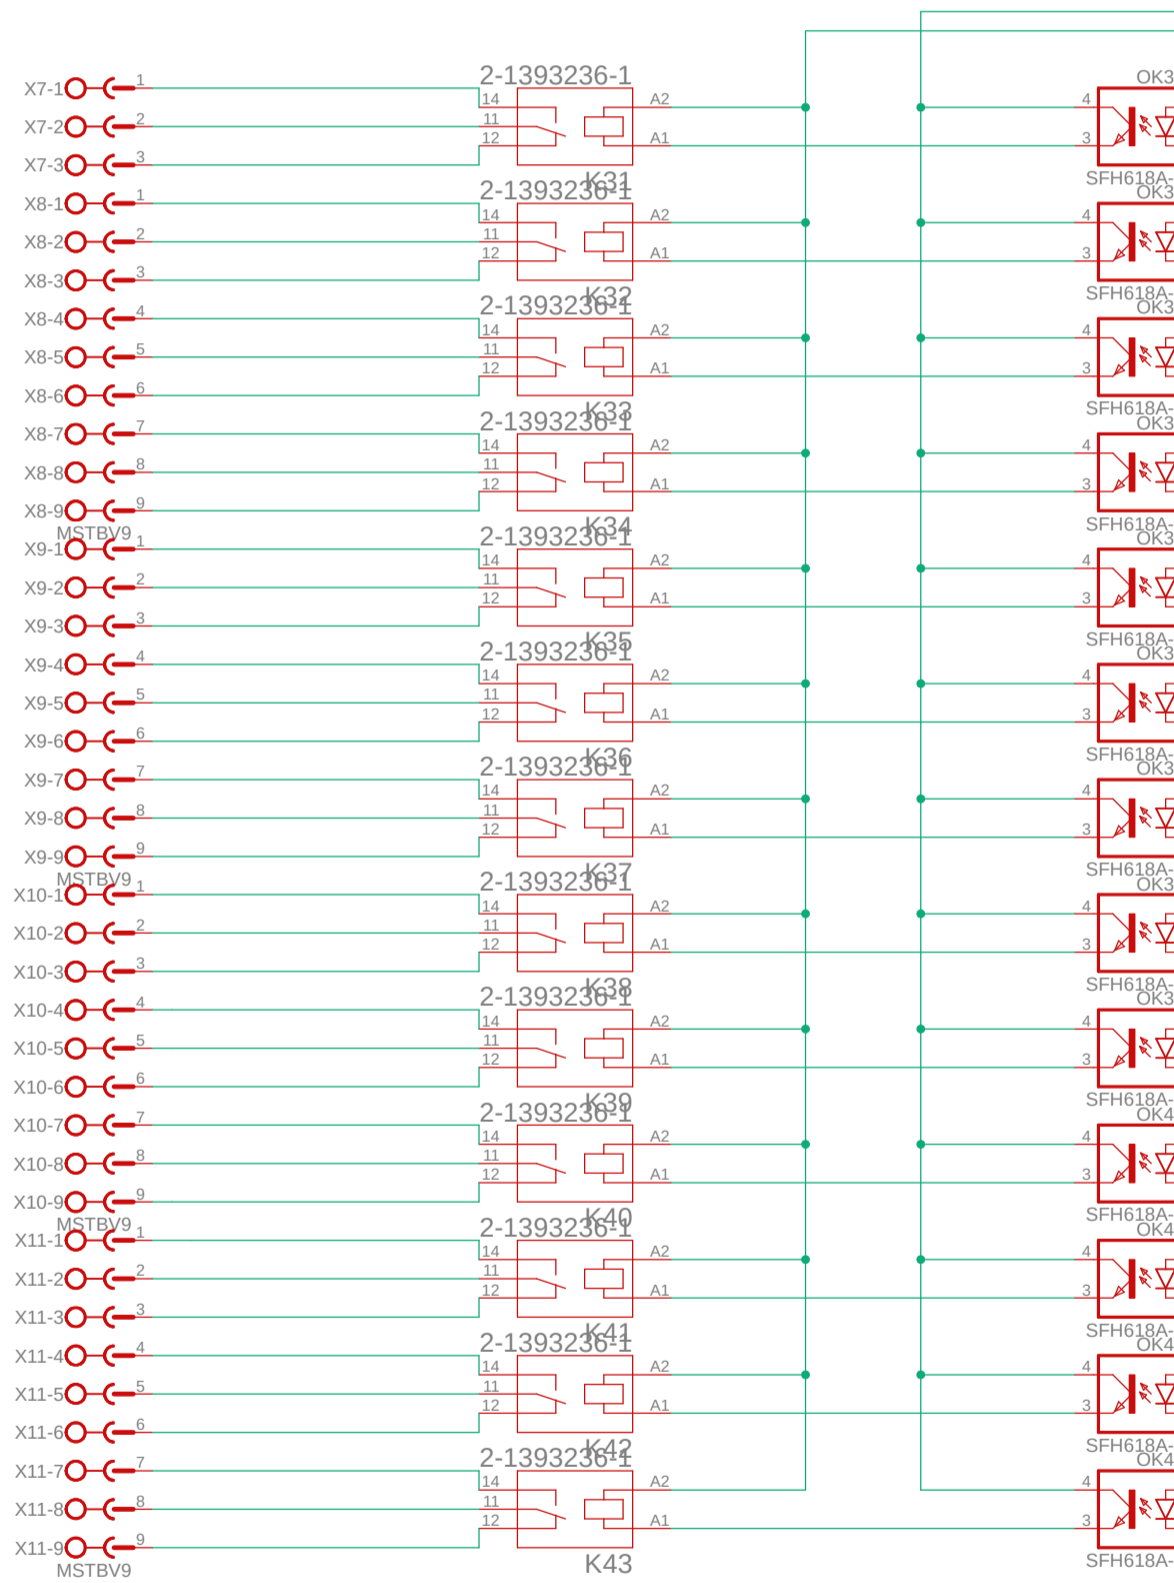 2-1393236-1 OK3
X7-1 1 14 A2 4
X7-2 2 11
X7-3 3 12 A1 3
K31 SFH618A-
2-1393236-1 OK3
X8-1 1 14 A2 4
X8-2 2 11
X8-3 3 12 A1 3
K32 SFH618A-
2-1393236-1 OK3
X8-4 4 14 A2 4
X8-5 5 11
X8-6 6 12 A1 3
K33 SFH618A-
2-1393236-1 OK3
X8-7 7 14 A2 4
X8-8 8 11
X8-9 9 12 A1 3
MSTBV9 K34 SFH618A-
2-1393236-1 OK3
X9-1 1 14 A2 4
X9-2 2 11
X9-3 3 12 A1 3
K35 SFH618A-
2-1393236-1 OK3
X9-4 4 14 A2 4
X9-5 5 11
X9-6 6 12 A1 3
K36 SFH618A-
2-1393236-1 OK3
X9-7 7 14 A2 4
X9-8 8 11
X9-9 9 12 A1 3
MSTBV9 K37 SFH618A-
2-1393236-1 OK3
X10-1 1 14 A2 4
X10-2 2 11
X10-3 3 12 A1 3
K38 SFH618A-
2-1393236-1 OK3
X10-4 4 14 A2 4
X10-5 5 11
X10-6 6 12 A1 3
K39 SFH618A-
2-1393236-1 OK4
X10-7 7 14 A2 4
X10-8 8 11
X10-9 9 12 A1 3
MSTBV9 K40 SFH618A-
2-1393236-1 OK4
X11-1 1 14 A2 4
X11-2 2 11
X11-3 3 12 A1 3
K41 SFH618A-
2-1393236-1 OK4
X11-4 4 14 A2 4
X11-5 5 11
X11-6 6 12 A1 3
K42 SFH618A-
2-1393236-1 OK4
X11-7 7 14 A2 4
X11-8 8 11
X11-9 9 12 A1 3
MSTBV9 K43 SFH618A-